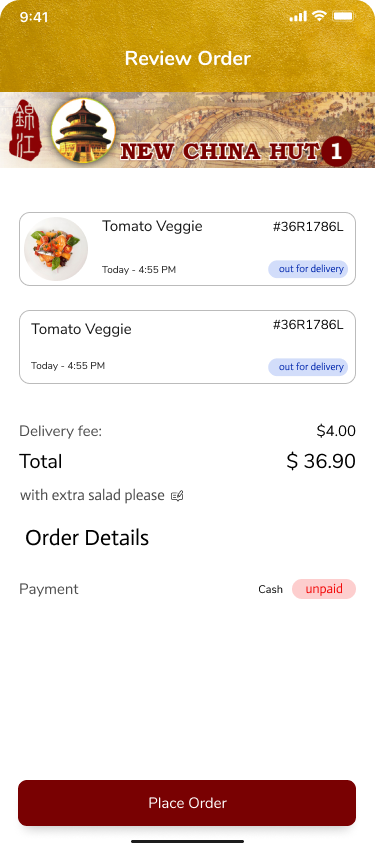 9:41
Review Order
錦江
NEW CHINA HUT 1
Tomato Veggie
#36R1786L
Today - 4:55 PM
out for delivery
Tomato Veggie
#36R1786L
Today - 4:55 PM
out for delivery
Delivery fee:
$4.00
Total
$ 36.90
with extra salad please
Order Details
Payment
Cash
unpaid
Place Order